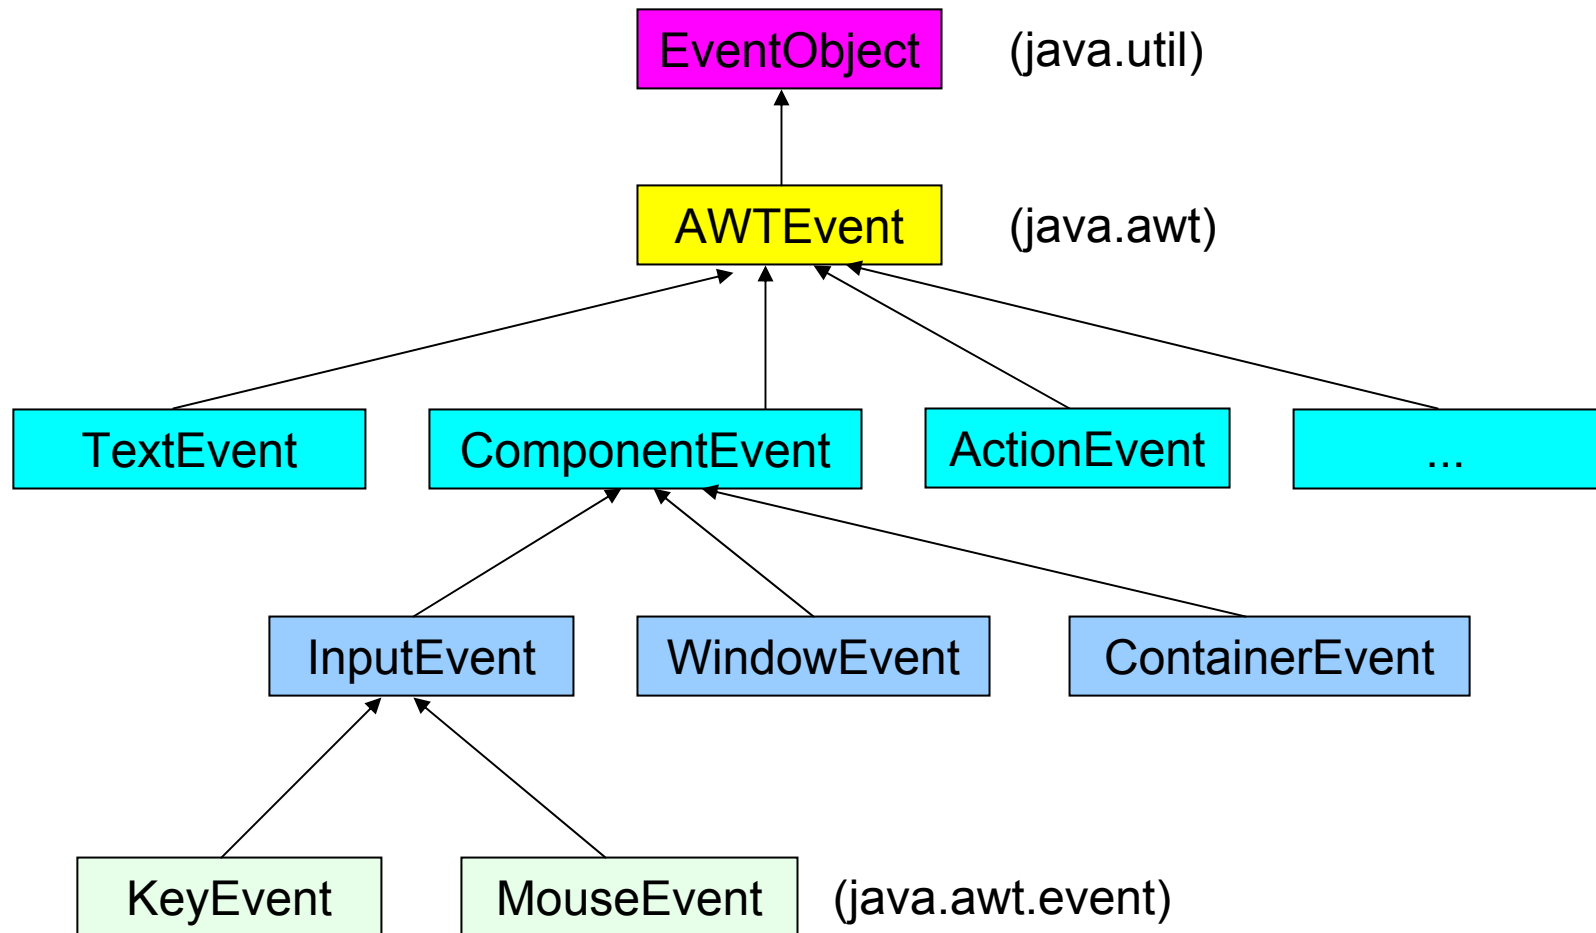 EventObject (java.util)
AWTEvent (java.awt)
TextEvent ComponentEvent ActionEvent ...
InputEvent WindowEvent ContainerEvent
KeyEvent MouseEvent (java.awt.event)